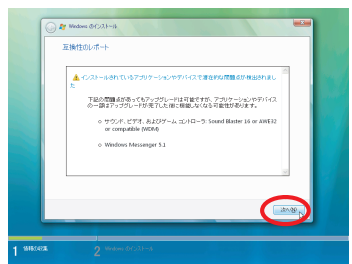 Windows のインストール
互換性のレポート
インストールされているアプリケーションやデバイスで潜在的な問題点が検出されまし
た
下記の問題点があってもアップグレードは可能ですが、アプリケーションやデバイス
の一部はアップグレードが完了した後に機能しなくなる可能性があります。
サウンド、ビデオ、およびゲーム コントローラ: Sound Blaster 16 or AWE32
or compatible (WDM)
Windows Messenger 5.1
次へ(N)
1 情報の収集
2 Windows のインストール